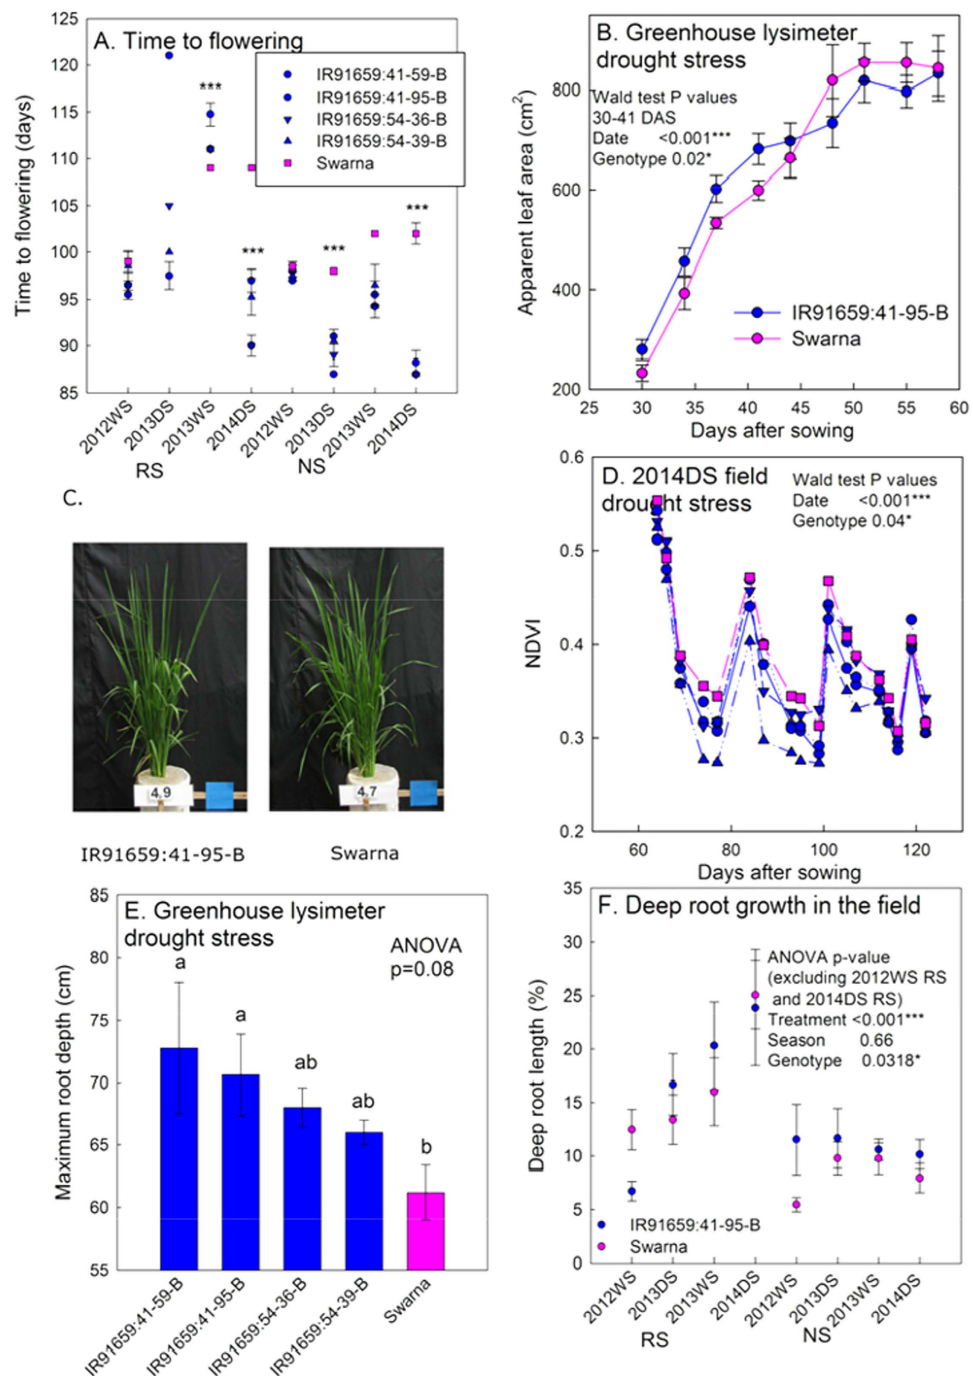 A. Time to flowering
Time to flowering (days)
125
120
115
110
105
100
95
90
85
***
***
***
***
IR91659:41-59-B
IR91659:41-95-B
IR91659:54-36-B
IR91659:54-39-B
Swarna
2012WS
2013DS
2013WS
2014DS
2012WS
2013DS
2013WS
2014DS
RS
NS
B. Greenhouse lysimeter
drought stress
Wald test P values
30-41 DAS
Date <0.001***
Genotype 0.02*
Apparent leaf area (cm²)
800
600
400
200
IR91659:41-95-B
Swarna
25 30 35 40 45 50 55 60
Days after sowing
C.
4.9
4.7
IR91659:41-95-B
Swarna
D. 2014DS field
drought stress
Wald test P values
Date <0.001***
Genotype 0.04*
NDVI
0.6
0.5
0.4
0.3
0.2
60 80 100 120
Days after sowing
E. Greenhouse lysimeter
drought stress
ANOVA
p=0.08
Maximum root depth (cm)
85
80
75
70
65
60
55
a
a
ab
ab
b
IR91659:41-59-B
IR91659:41-95-B
IR91659:54-36-B
IR91659:54-39-B
Swarna
F. Deep root growth in the field
ANOVA p-value
(excluding 2012WS RS
and 2014DS RS)
Treatment <0.001***
Season 0.66
Genotype 0.0318*
Deep root length (%)
35
30
25
20
15
10
5
0
IR91659:41-95-B
Swarna
2012WS
2013DS
2013WS
2014DS
2012WS
2013DS
2013WS
2014DS
RS
NS